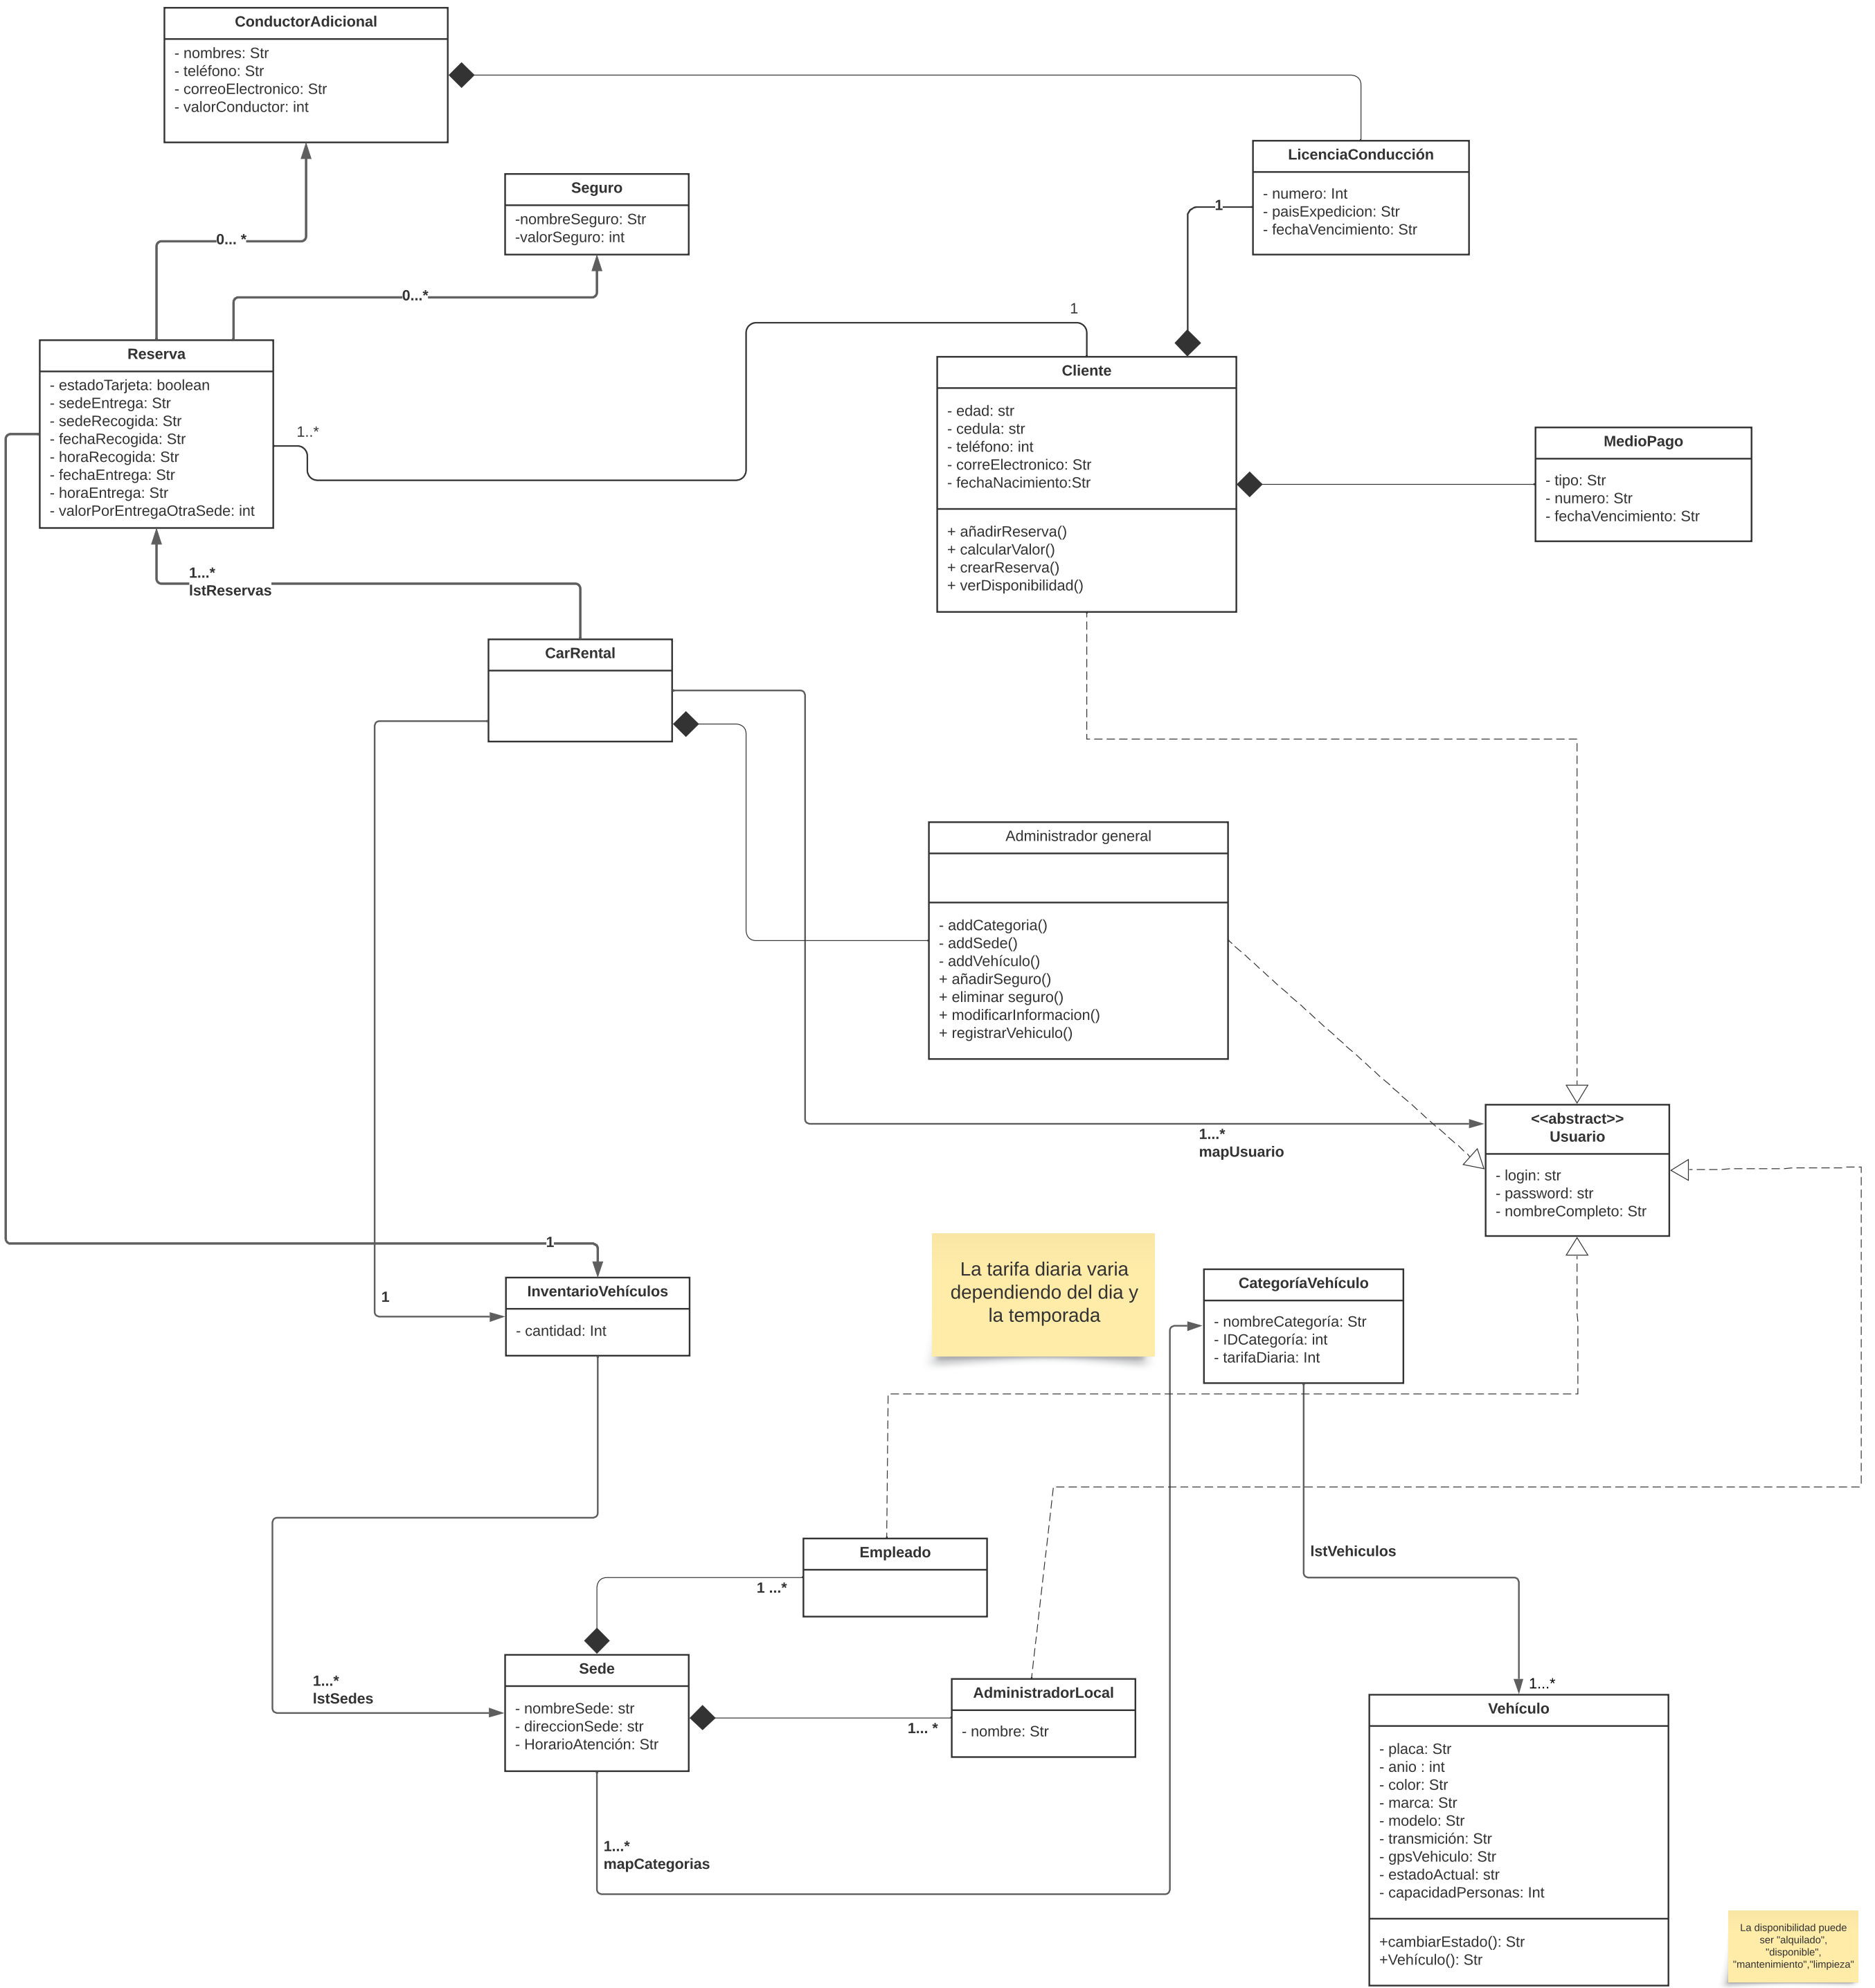 ConductorAdicional
- nombres: Str
- teléfono: Str
- correoElectronico: Str
- valorConductor: int
LicenciaConducción
- numero: Int
- paisExpedicion: Str
- fechaVencimiento: Str
Seguro
-nombreSeguro: Str
-valorSeguro: int
1
0... *
0...*
1
Reserva
- estadoTarjeta: boolean
- sedeEntrega: Str
- sedeRecogida: Str
- fechaRecogida: Str
- horaRecogida: Str
- fechaEntrega: Str
- horaEntrega: Str
- valorPorEntregaOtraSede: int
1..*
Cliente
- edad: str
- cedula: str
- teléfono: int
- correElectronico: Str
- fechaNacimiento:Str
+ añadirReserva()
+ calcularValor()
+ crearReserva()
+ verDisponibilidad()
MedioPago
- tipo: Str
- numero: Str
- fechaVencimiento: Str
1...*
lstReservas
CarRental
Administrador general
- addCategoria()
- addSede()
- addVehículo()
+ añadirSeguro()
+ eliminar seguro()
+ modificarInformacion()
+ registrarVehiculo()
1...*
mapUsuario
<<abstract>>
Usuario
- login: str
- password: str
- nombreCompleto: Str
1
1
InventarioVehículos
- cantidad: Int
La tarifa diaria varia
dependiendo del dia y
la temporada
CategoríaVehículo
- nombreCategoría: Str
- IDCategoría: int
- tarifaDiaria: Int
Empleado
1 ...*
lstVehiculos
1...*
lstSedes
Sede
- nombreSede: str
- direccionSede: str
- HorarioAtención: Str
1... *
AdministradorLocal
- nombre: Str
1...*
Vehículo
- placa: Str
- anio : int
- color: Str
- marca: Str
- modelo: Str
- transmición: Str
- gpsVehiculo: Str
- estadoActual: str
- capacidadPersonas: Int
+cambiarEstado(): Str
+Vehículo(): Str
1...*
mapCategorias
La disponibilidad puede
ser "alquilado",
"disponible",
"mantenimiento","limpieza"